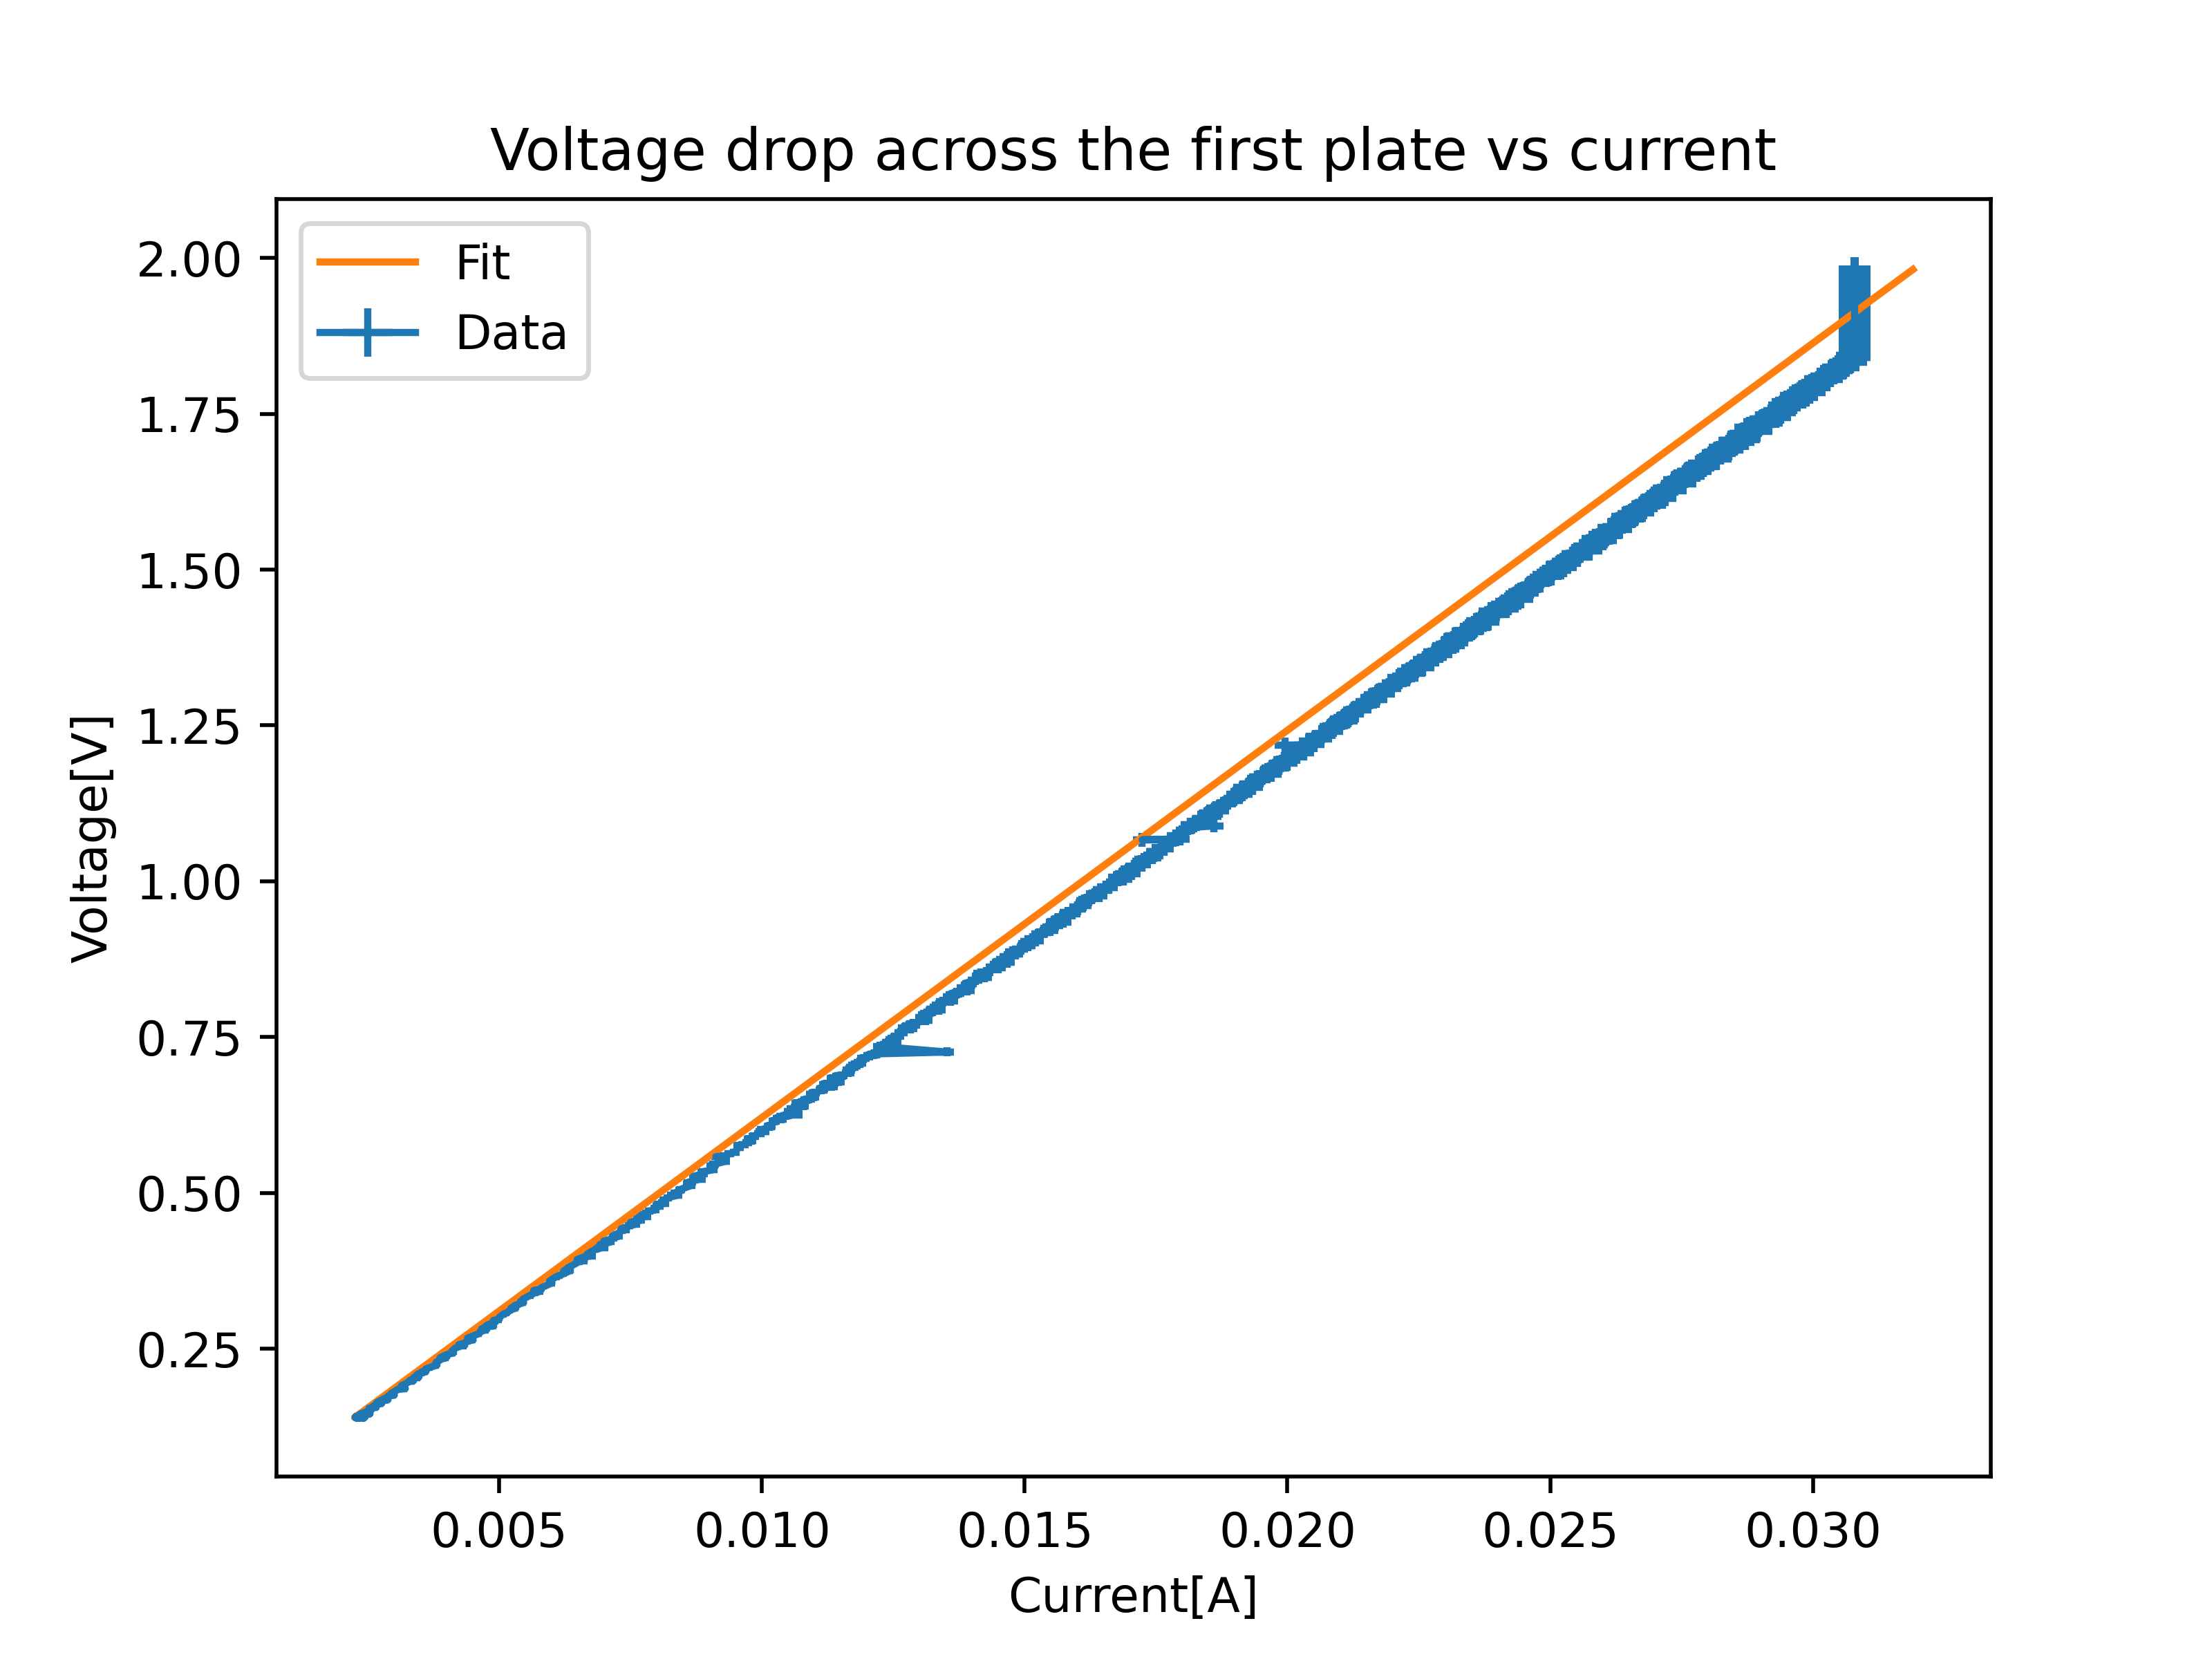 Voltage drop across the first plate vs current
Fit
Data
2.00
1.75
1.50
1.25
1.00
0.75
0.50
0.25
Voltage[V]
0.005 0.010 0.015 0.020 0.025 0.030
Current[A]